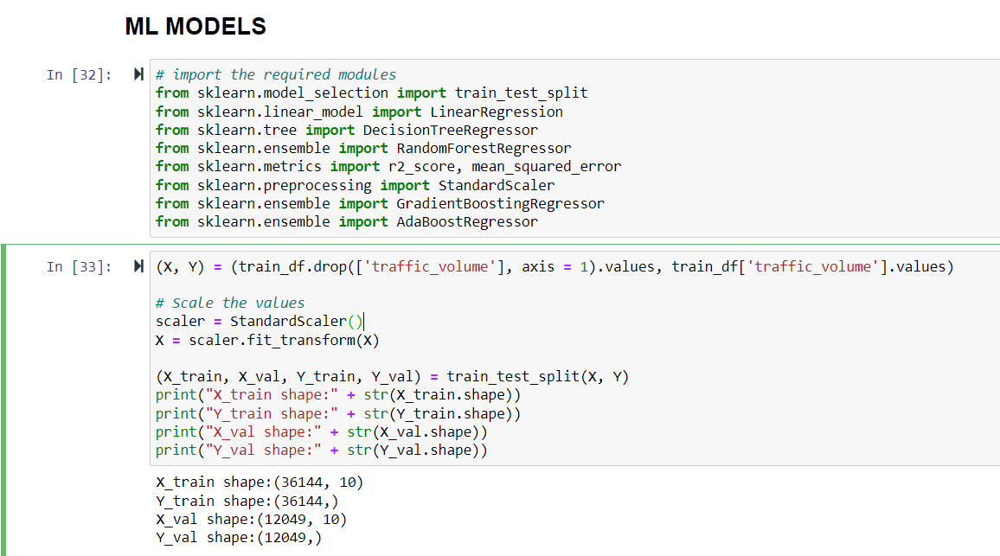 ML MODELS
In [32]:
# import the required modules
from sklearn.model_selection import train_test_split
from sklearn.linear_model import LinearRegression
from sklearn.tree import DecisionTreeRegressor
from sklearn.ensemble import RandomForestRegressor
from sklearn.metrics import r2_score, mean_squared_error
from sklearn.preprocessing import StandardScaler
from sklearn.ensemble import GradientBoostingRegressor
from sklearn.ensemble import AdaBoostRegressor
In [33]:
(X, Y) = (train_df.drop(['traffic_volume'], axis = 1).values, train_df['traffic_volume'].values)
# Scale the values
scaler = StandardScaler()
X = scaler.fit_transform(X)
(X_train, X_val, Y_train, Y_val) = train_test_split(X, Y)
print("X_train shape:" + str(X_train.shape))
print("Y_train shape:" + str(Y_train.shape))
print("X_val shape:" + str(X_val.shape))
print("Y_val shape:" + str(Y_val.shape))
X_train shape:(36144, 10)
Y_train shape:(36144,)
X_val shape:(12049, 10)
Y_val shape:(12049,)